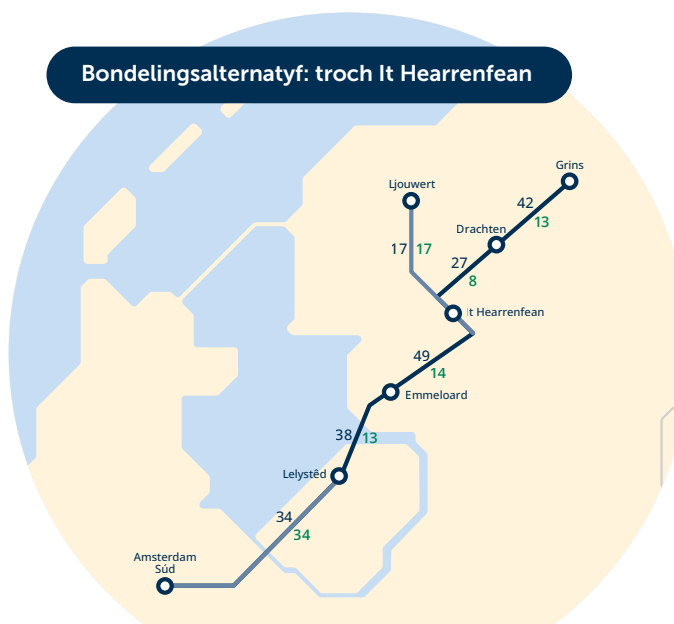 Bondelingsalternatyf: troch It Hearrenfean
Grins
Ljouwert
42
13
Drachten
17 17
27
8
It Hearrenfean
49
14
Emmeloard
38 13
Lelystêd
34
34
Amsterdam
Súd